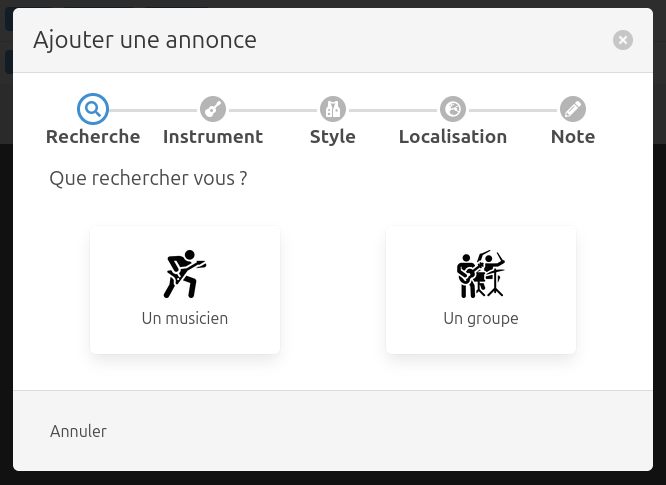 Ajouter une annonce
Recherche Instrument Style Localisation Note
Que rechercher vous ?
Un musicien Un groupe
Annuler